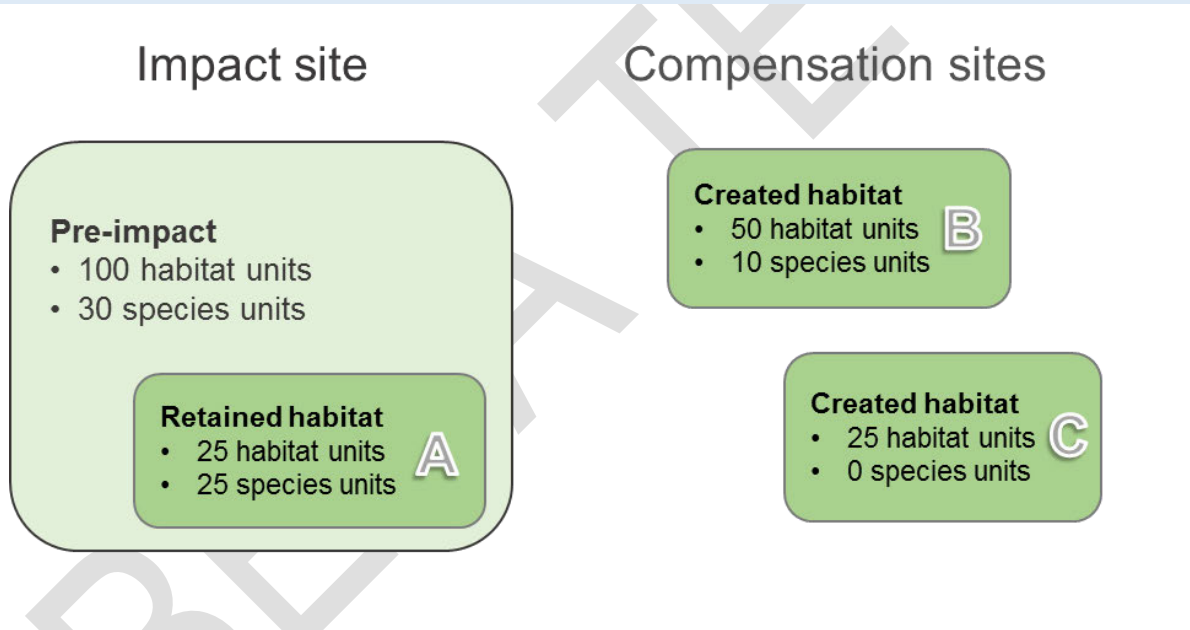 Impact site
Compensation sites
Pre-impact
• 100 habitat units
• 30 species units
Retained habitat
• 25 habitat units
• 25 species units
A
Created habitat
• 50 habitat units
• 10 species units
B
Created habitat
• 25 habitat units
• 0 species units
C